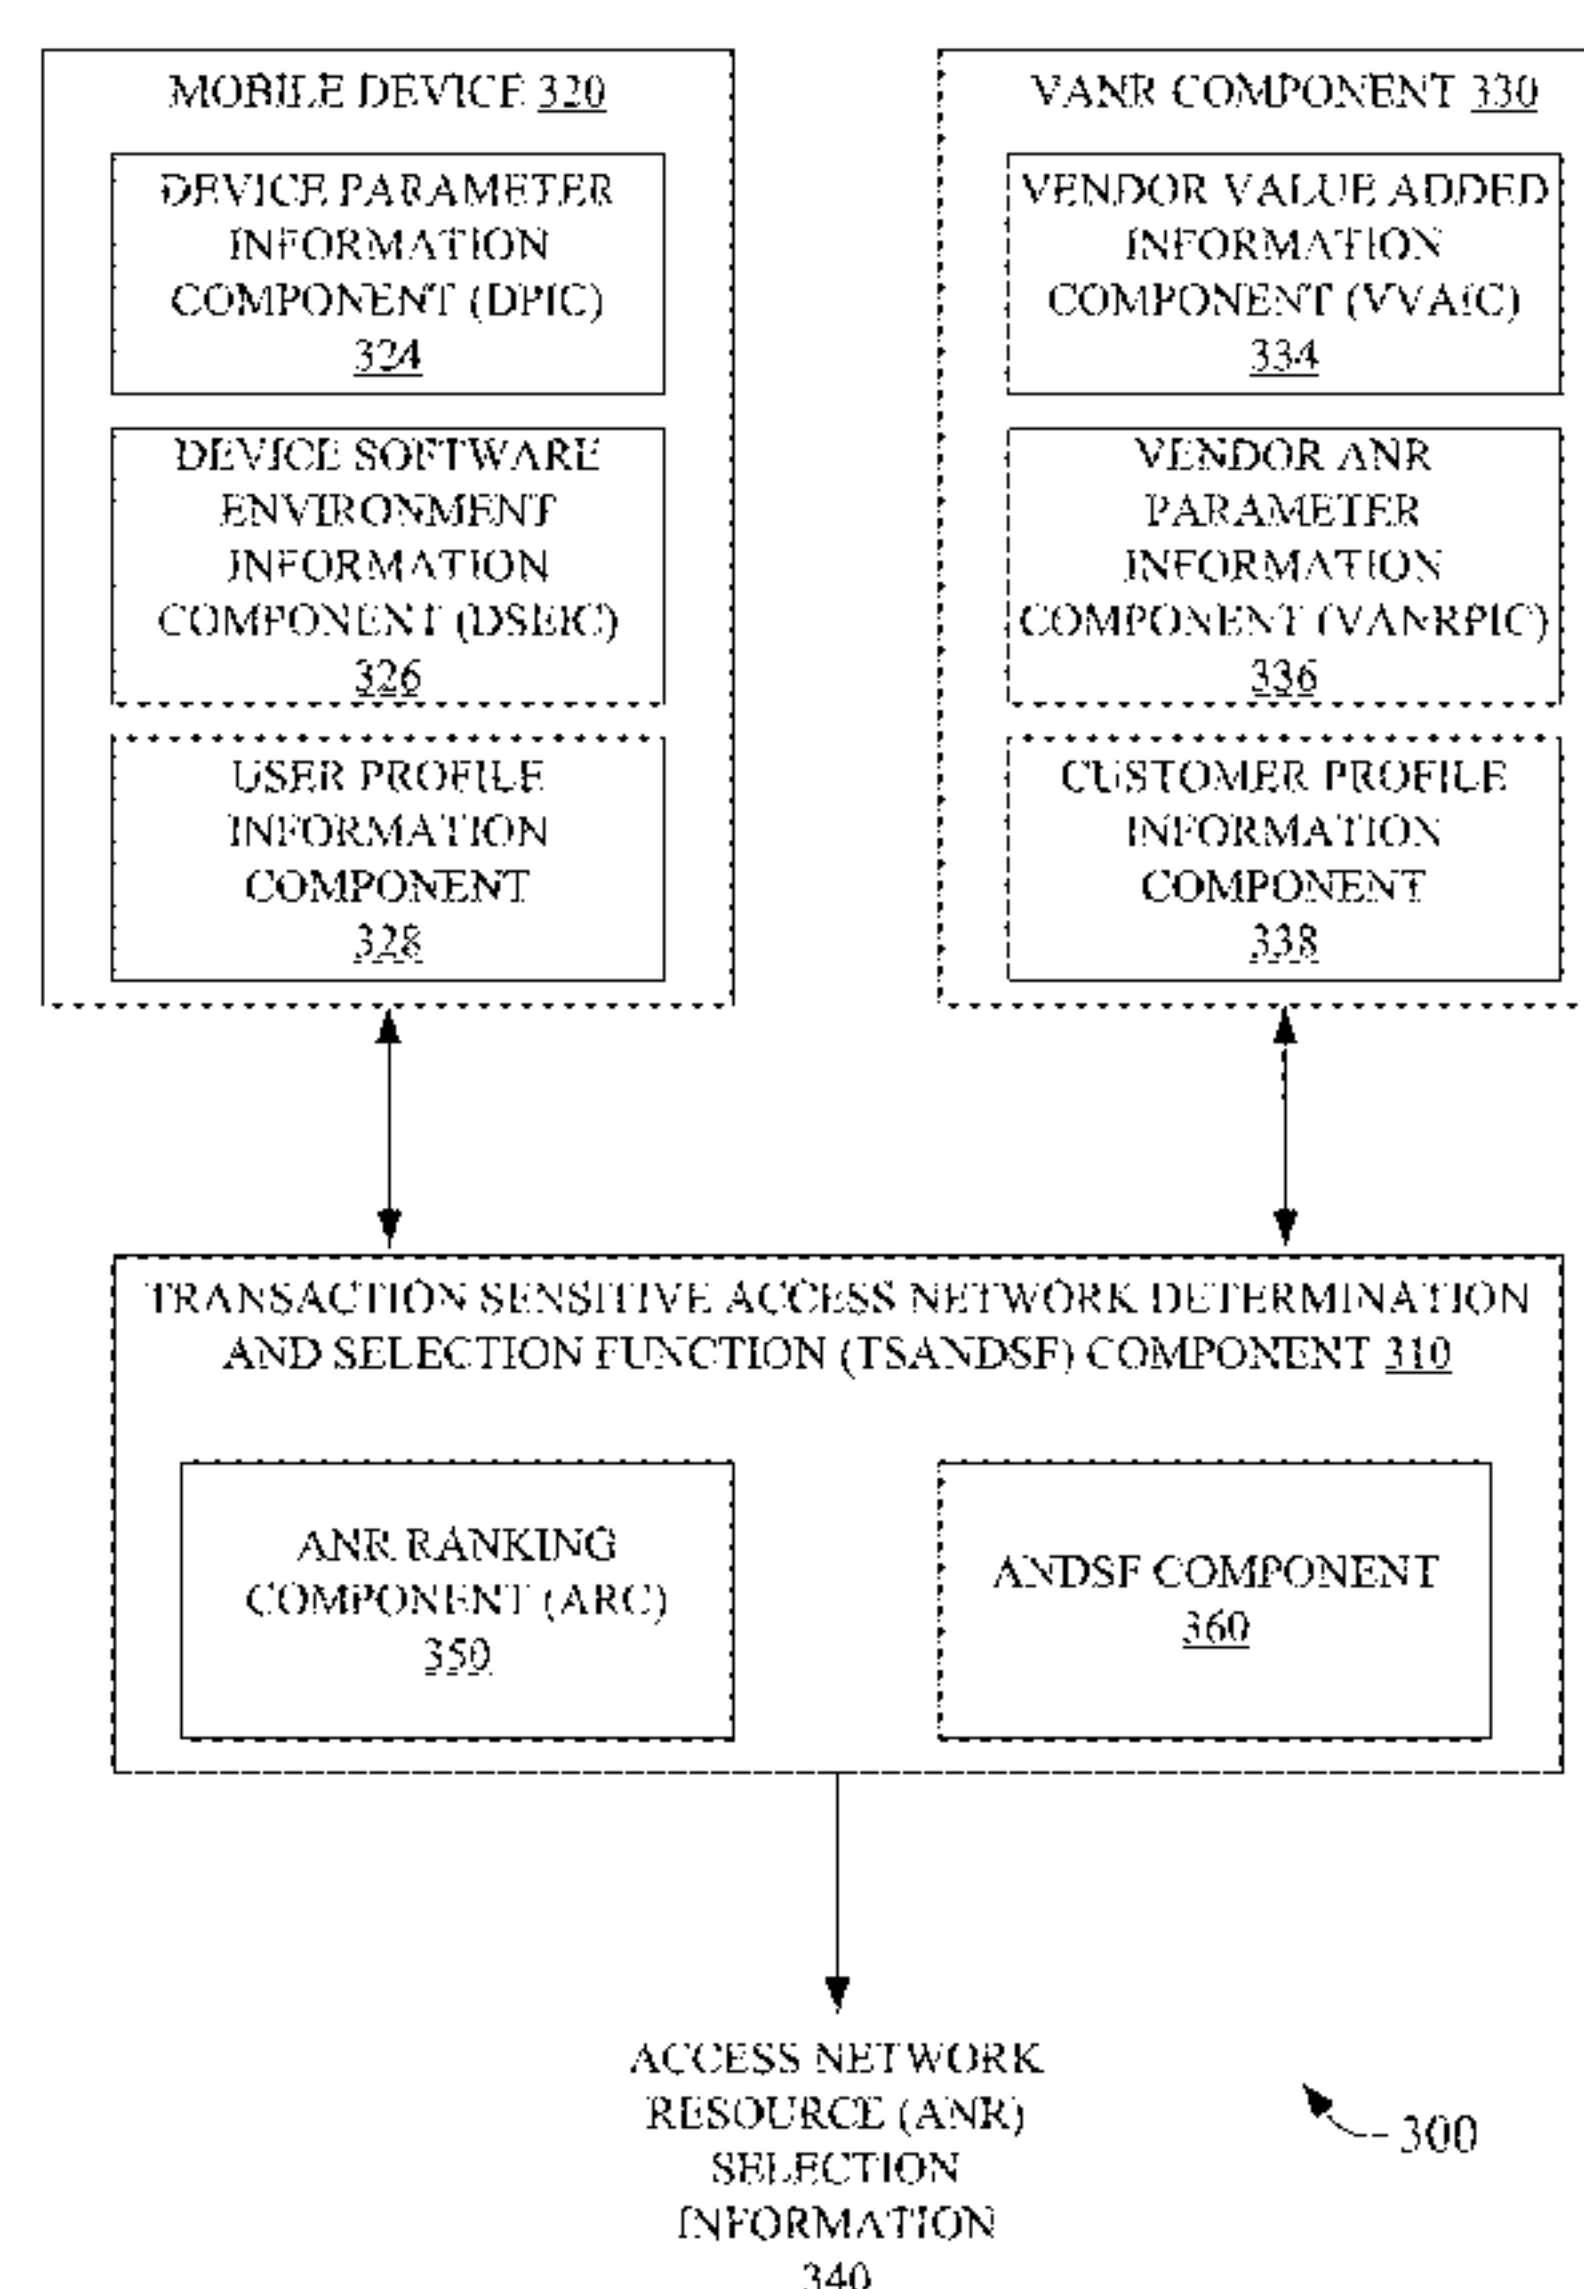 MOBILE DEVICE 320
DEVICE PARAMETER
INFORMATION
COMPONENT (DPIC)
324
DEVICE SOFTWARE
ENVIRONMENT
INFORMATION
COMPONENT (DSEIC)
326
USER PROFILE
INFORMATION
COMPONENT
328
VANR COMPONENT 330
VENDOR VALUE ADDED
INFORMATION
COMPONENT (VVAIC)
334
VENDOR ANR
PARAMETER
INFORMATION
COMPONENT (VANRPIC)
336
CUSTOMER PROFILE
INFORMATION
COMPONENT
338
TRANSACTION SENSITIVE ACCESS NETWORK DETERMINATION
AND SELECTION FUNCTION (TSANDSF) COMPONENT 310
ANR RANKING
COMPONENT (ARC)
350
ANDSF COMPONENT
360
ACCESS NETWORK
RESOURCE (ANR)
SELECTION
INFORMATION
340
300